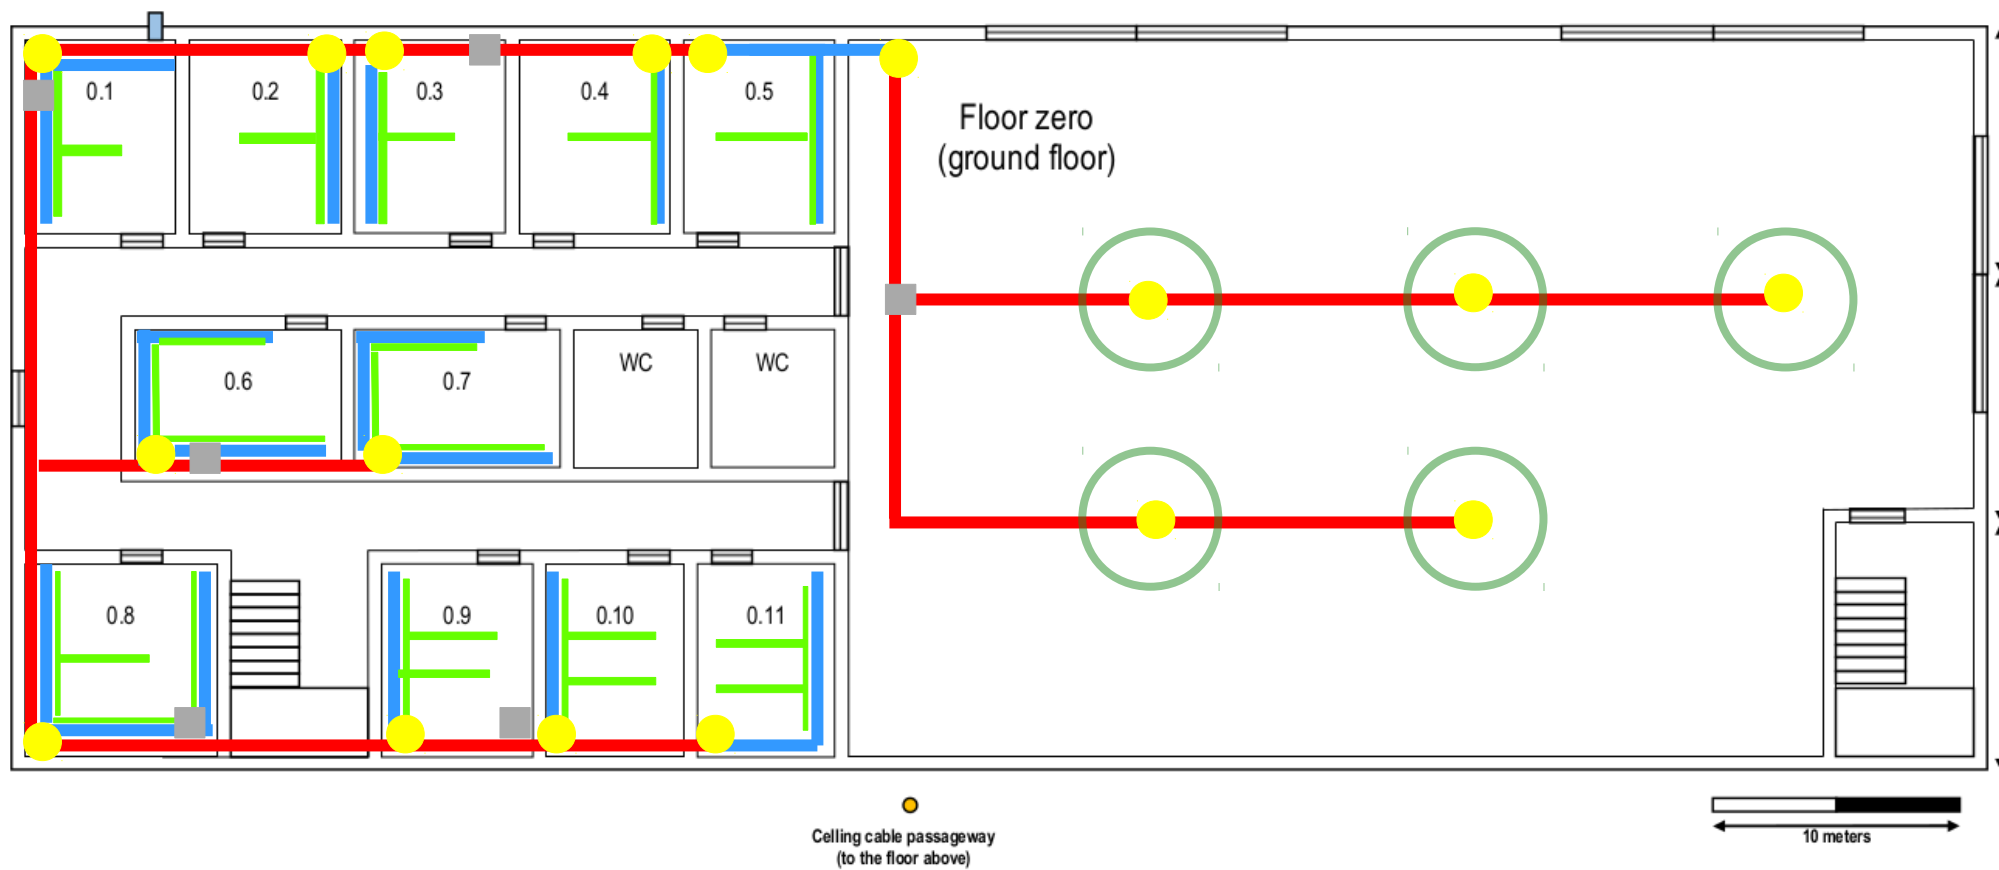 0.1
0.2
0.3
0.4
0.5
Floor zero
(ground floor)
0.6
0.7
WC
WC
0.8
0.9
0.10
0.11
Celling cable passageway
(to the floor above)
10 meters